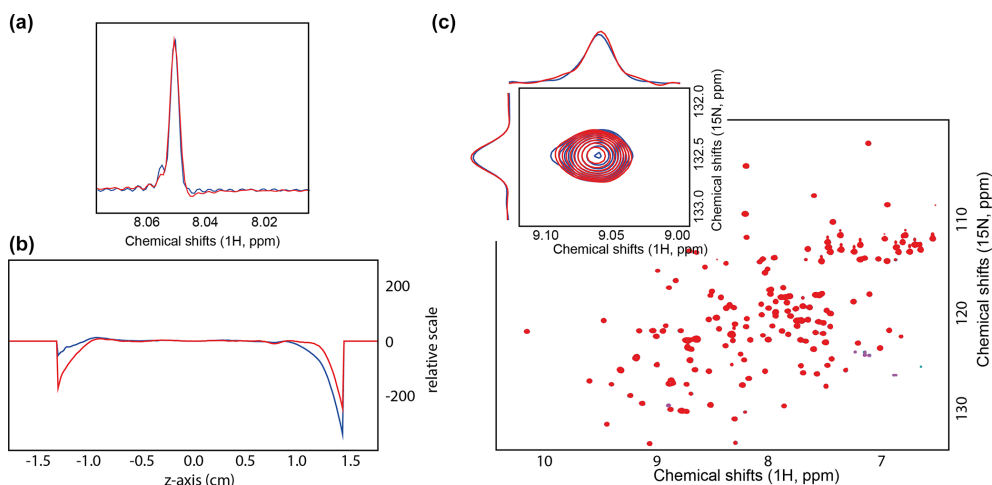 (a)
8.06 8.04 8.02
Chemical shifts (1H, ppm)
(b)
200
0
-200
relative scale
-1.5 -1.0 0.5 0.0 0.5 1.0 1.5
z-axis (cm)
(c)
132.0
132.5
133.0
Chemical shifts (15N, ppm)
9.10 9.05 9.00
Chemical shifts (1H, ppm)
110
120
130
Chemical shifts (15N, ppm)
10 9 8 7
Chemical shifts (1H, ppm)